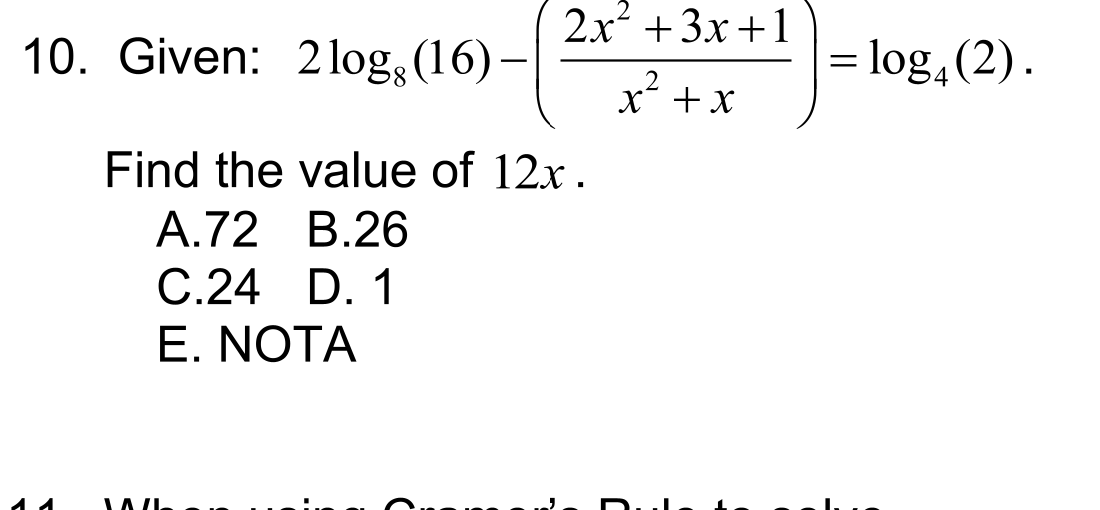 10. Given: 2log₈(16) − ( (2x² + 3x + 1) / (x² + x) ) = log₄(2).
Find the value of 12x.
A.72 B.26
C.24 D. 1
E. NOTA